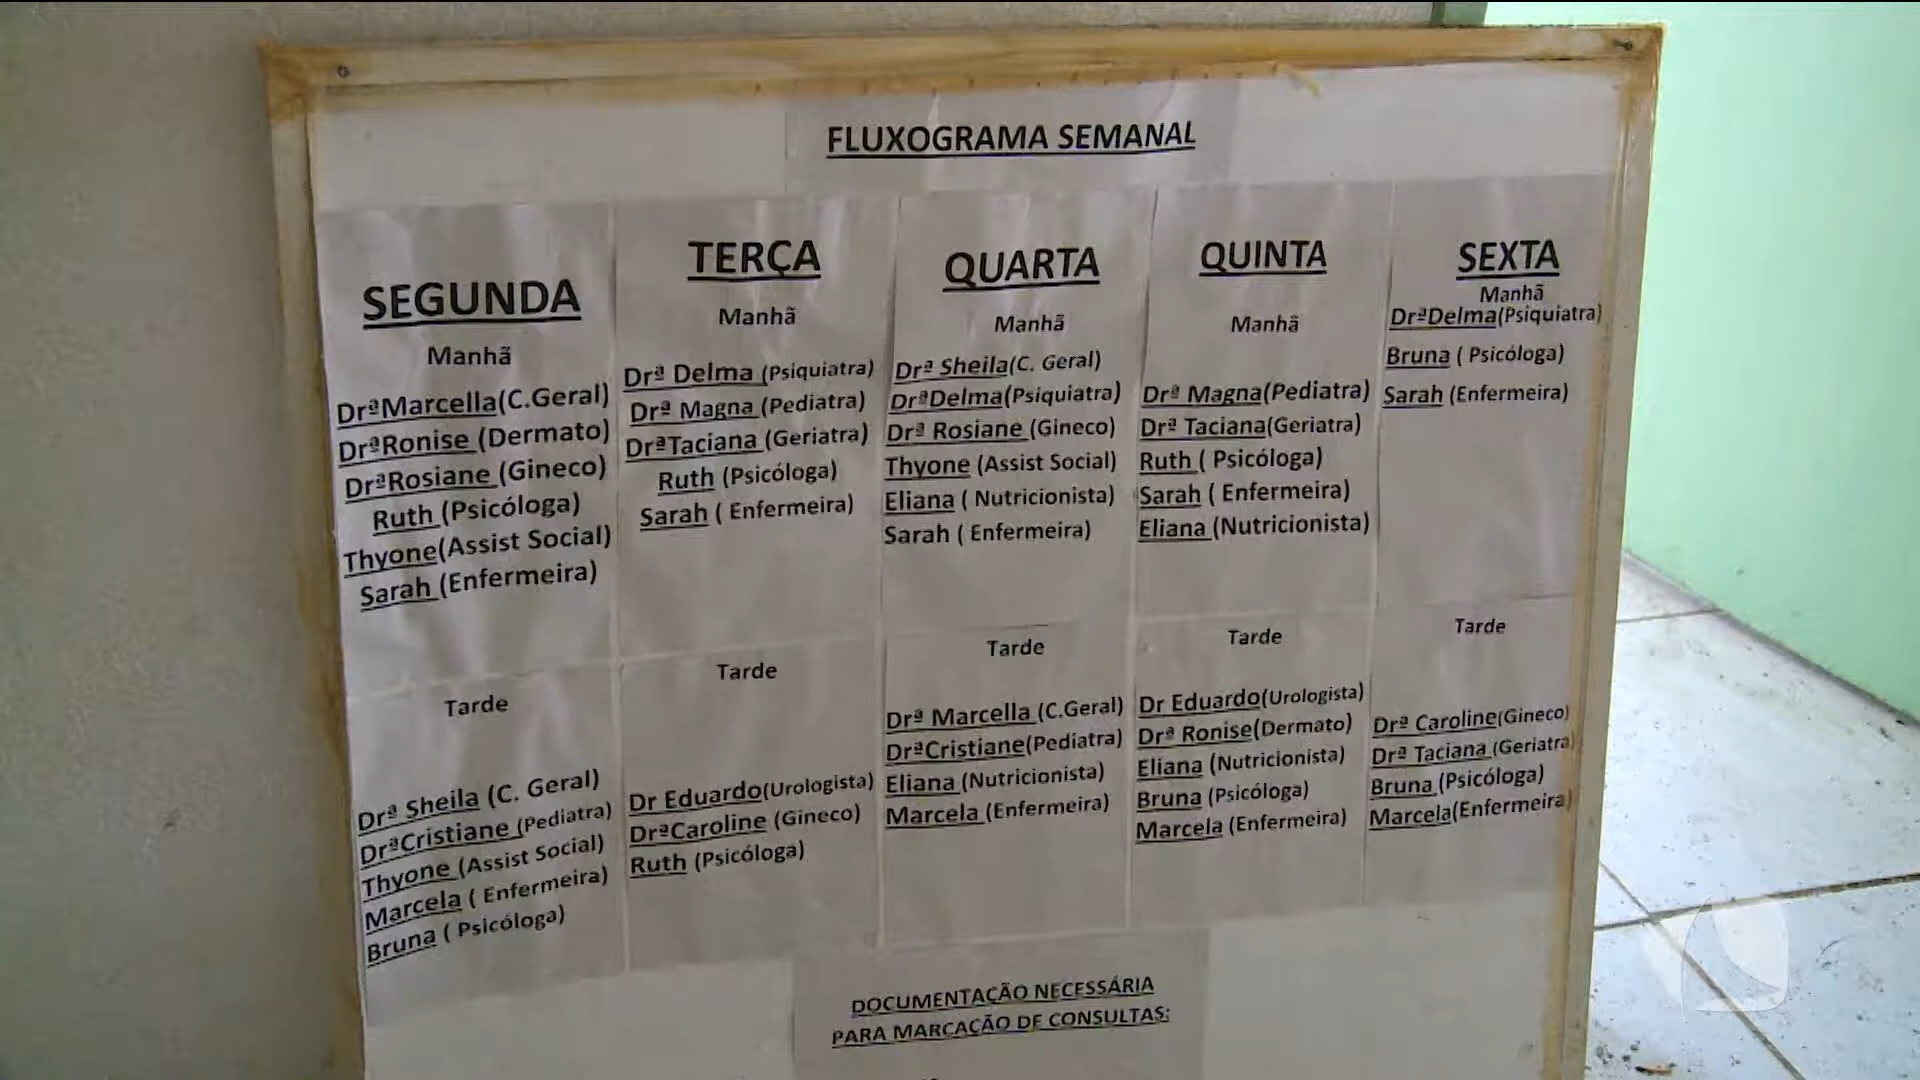 FLUXOGRAMA SEMANAL
SEGUNDA
Manhã
DrªMarcella(C.Geral)
DrªRonise (Dermato)
DrªRosiane (Gineco)
Ruth (Psicóloga)
Thyone(Assist Social)
Sarah (Enfermeira)
Tarde
Drª Sheila (C. Geral)
DrªCristiane (Pediatra)
Thyone (Assist Social)
Marcela ( Enfermeira)
Bruna ( Psicóloga)
TERÇA
Manhã
Drª Delma (Psiquiatra)
Drª Magna (Pediatra)
DrªTaciana (Geriatra)
Ruth (Psicóloga)
Sarah ( Enfermeira)
Tarde
Dr Eduardo(Urologista)
DrªCaroline (Gineco)
Ruth (Psicóloga)
QUARTA
Manhã
Drª Sheila(C. Geral)
DrªDelma(Psiquiatra)
Drª Rosiane (Gineco)
Thyone (Assist Social)
Eliana ( Nutricionista)
Sarah ( Enfermeira)
Tarde
Drª Marcella (C.Geral)
DrªCristiane(Pediatra)
Eliana (Nutricionista)
Marcela (Enfermeira)
QUINTA
Manhã
Drª Magna(Pediatra)
Drª Taciana(Geriatra)
Ruth ( Psicóloga)
Sarah ( Enfermeira)
Eliana (Nutricionista)
Tarde
Dr Eduardo(Urologista)
Drª Ronise(Dermato)
Eliana (Nutricionista)
Bruna (Psicóloga)
Marcela (Enfermeira)
SEXTA
Manhã
DrªDelma(Psiquiatra)
Bruna ( Psicóloga)
Sarah (Enfermeira)
Tarde
Drª Caroline(Gineco)
Drª Taciana (Geriatra)
Bruna (Psicóloga)
Marcela(Enfermeira)
DOCUMENTAÇÃO NECESSÁRIA
PARA MARCAÇÃO DE CONSULTAS: